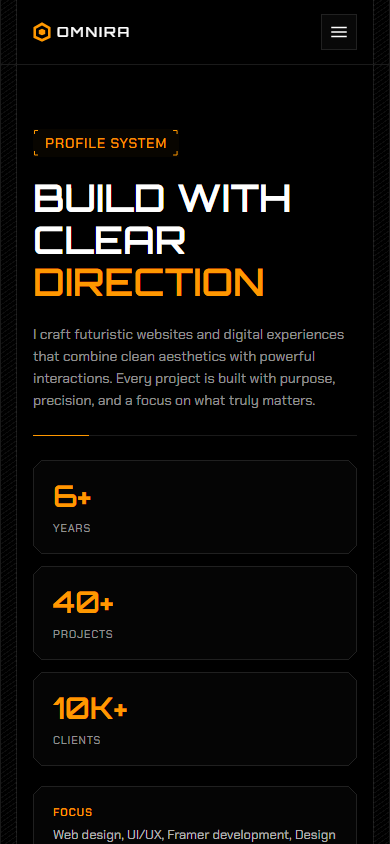 OMNIRA
PROFILE SYSTEM
BUILD WITH
CLEAR
DIRECTION
I craft futuristic websites and digital experiences
that combine clean aesthetics with powerful
interactions. Every project is built with purpose,
precision, and a focus on what truly matters.
6+
YEARS
40+
PROJECTS
10K+
CLIENTS
FOCUS
Web design, UI/UX, Framer development, Design